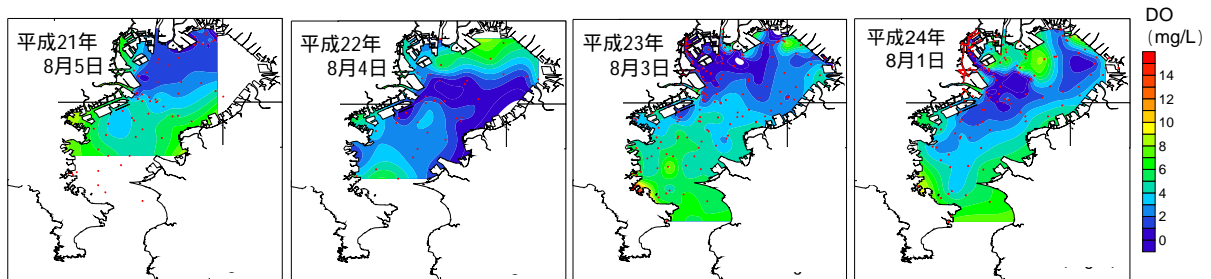 平成21年
8月5日
平成22年
8月4日
平成23年
8月3日
平成24年
8月1日
DO
(mg/L)
14
12
10
8
6
4
2
0